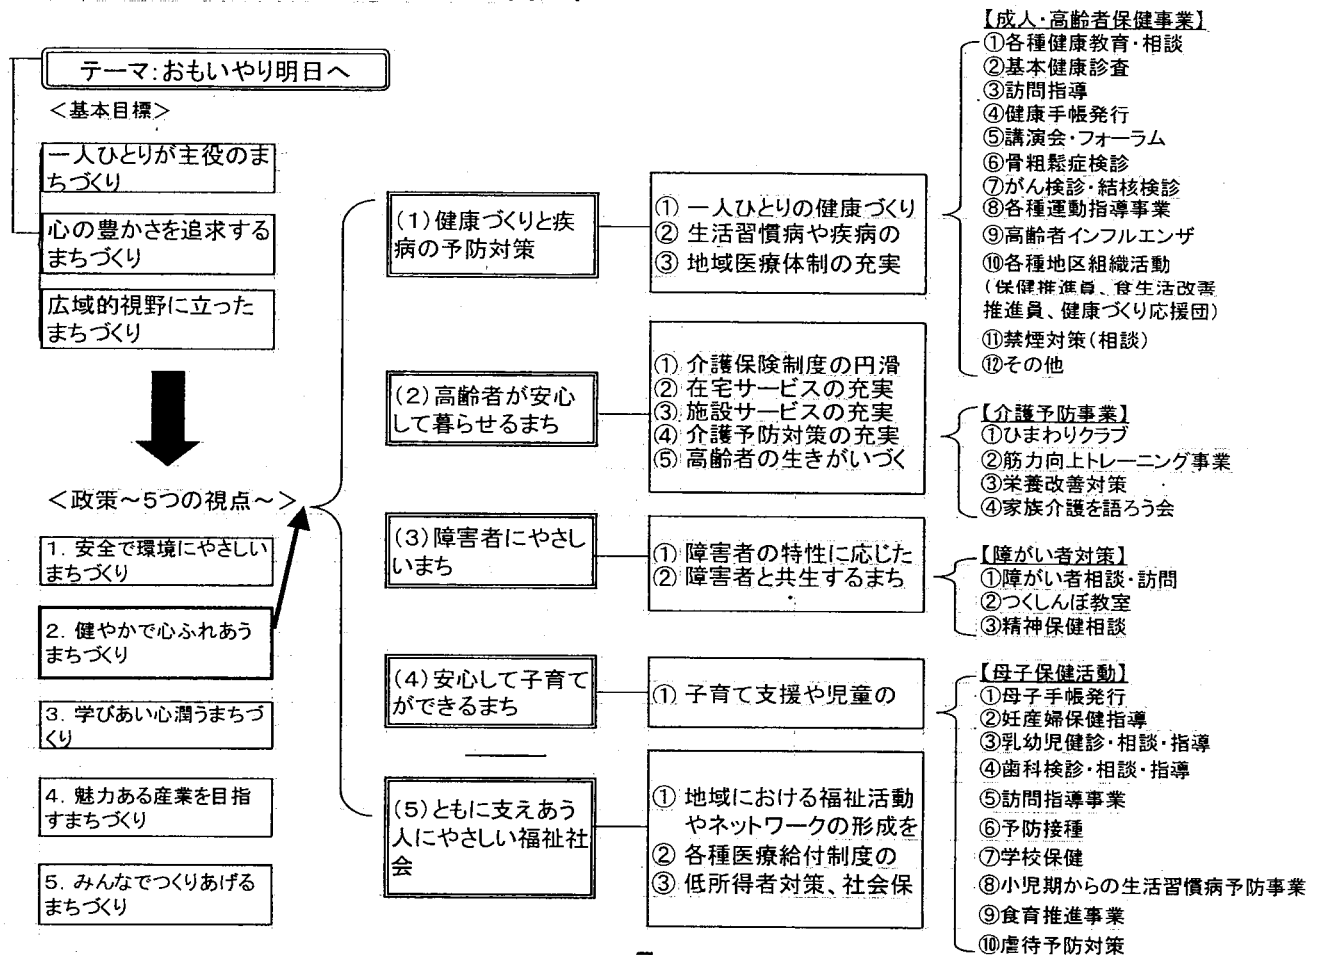 テーマ:おもいやり明日へ
<基本目標>
一人ひとりが主役のま
ちづくり
心の豊かさを追求する
まちづくり
広域的視野に立った
まちづくり
<政策~5つの視点~>
1. 安全で環境にやさしい
まちづくり
2. 健やかで心ふれあう
まちづくり
3. 学びあい心潤うまちづ
くり
4. 魅力ある産業を目指
すまちづくり
5. みんなでつくりあげる
まちづくり
(1)健康づくりと疾
病の予防対策
(2)高齢者が安心
して暮らせるまち
(3)障害者にやさし
いまち
(4)安心して子育て
ができるまち
(5)ともに支えあう
人にやさしい福祉社
会
① 一人ひとりの健康づくり
② 生活習慣病や疾病の
③ 地域医療体制の充実
① 介護保険制度の円滑
② 在宅サービスの充実
③ 施設サービスの充実
④ 介護予防対策の充実
⑤ 高齢者の生きがいづく
① 障害者の特性に応じた
② 障害者と共生するまち
① 子育て支援や児童の
① 地域における福祉活動
やネットワークの形成を
② 各種医療給付制度の
③ 低所得者対策、社会保
【成人・高齢者保健事業】
①各種健康教育・相談
②基本健康診査
③訪問指導
④健康手帳発行
⑤講演会・フォーラム
⑥骨粗鬆症検診
⑦がん検診・結核検診
⑧各種運動指導事業
⑨高齢者インフルエンザ
⑩各種地区組織活動
(保健推進員、食生活改善
推進員、健康づくり応援団)
⑪禁煙対策(相談)
⑫その他
【介護予防事業】
①ひまわりクラブ
②筋力向上トレーニング事業
③栄養改善対策
④家族介護を語ろう会
【障がい者対策】
①障がい者相談・訪問
②つくしんぼ教室
③精神保健相談
【母子保健活動】
①母子手帳発行
②妊産婦保健指導
③乳幼児健診・相談・指導
④歯科検診・相談・指導
⑤訪問指導事業
⑥予防接種
⑦学校保健
⑧小児期からの生活習慣病予防事業
⑨食育推進事業
⑩虐待予防対策